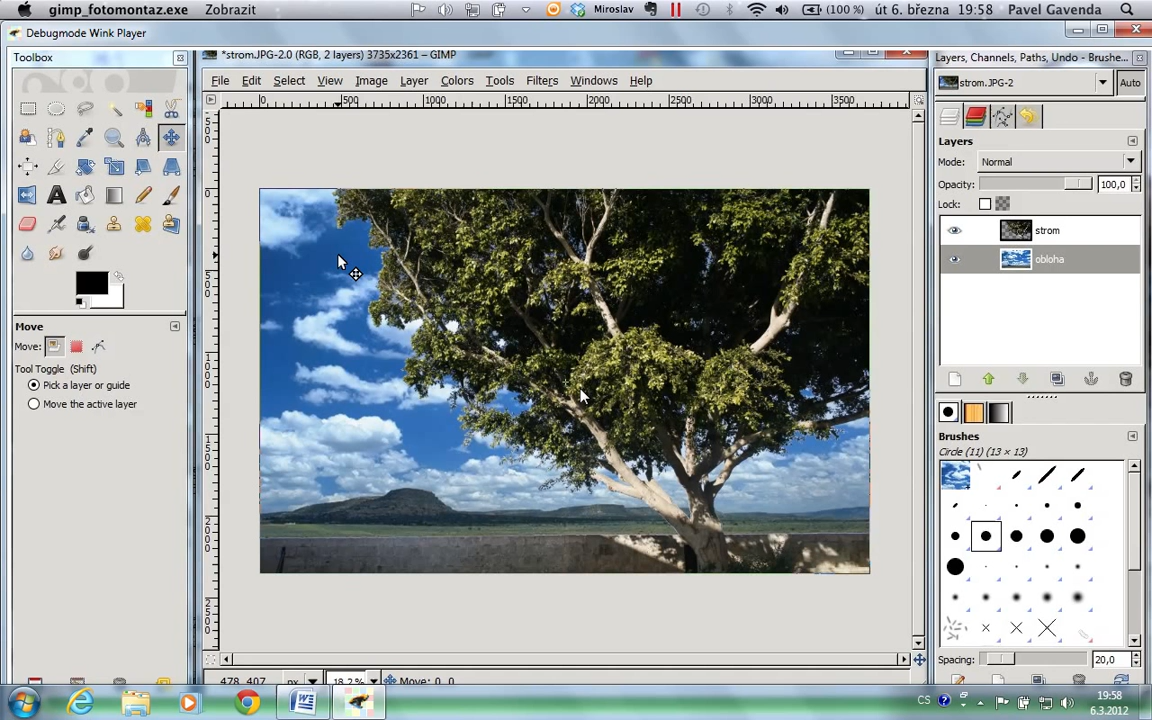 gimp_fotomontaz.exe Zobrazit Miroslav (100 %) út 6. března 19:58 Pavel Gavenda
Debugmode Wink Player
Toolbox
*strom.JPG-2.0 (RGB, 2 layers) 3735x2361 – GIMP
Layers, Channels, Paths, Undo - Brushe...
File Edit Select View Image Layer Colors Tools Filters Windows Help
strom.JPG-2 Auto
0 500 1000 1500 2000 2500 3000 3500
Layers
Mode: Normal
Opacity: 100,0
Lock:
strom
obloha
Move
Move:
Tool Toggle (Shift)
Pick a layer or guide
Move the active layer
Brushes
Circle (11) (13 × 13)
Spacing: 20,0
478, 407 px 18,2% Move: 0, 0
CS 19:58
6.3.2012